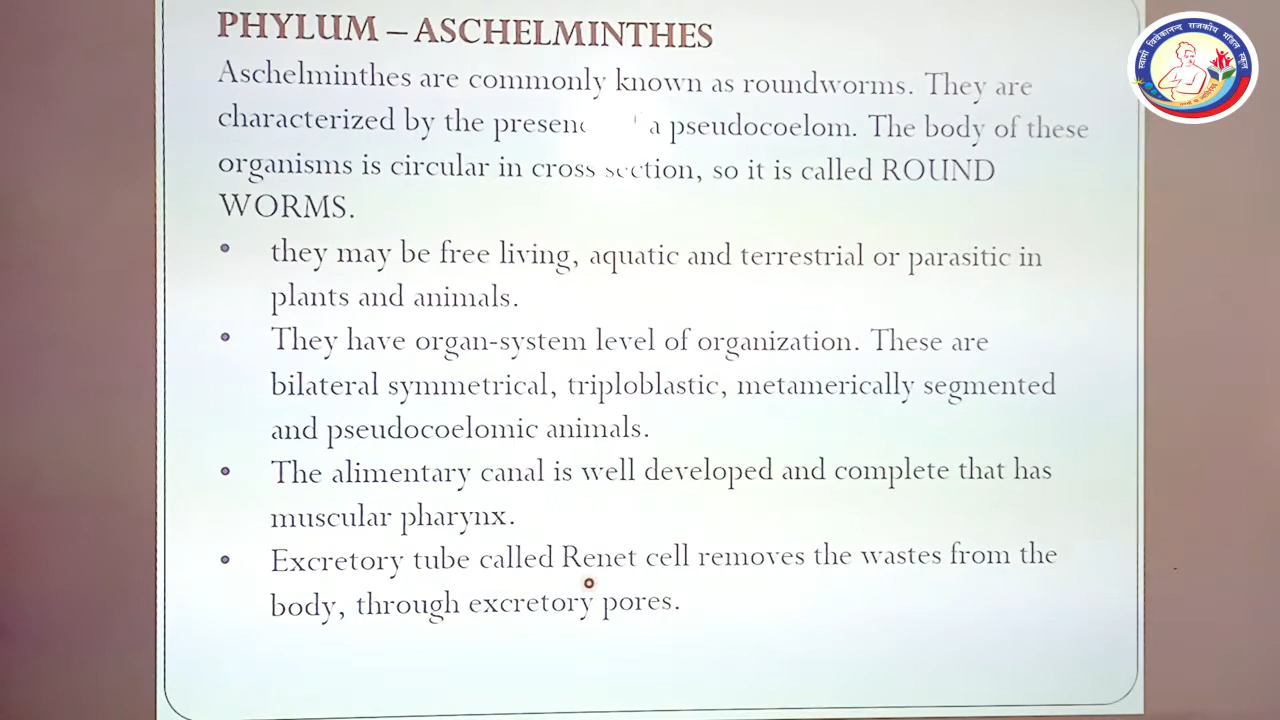 PHYLUM – ASCHELMINTHES
Aschelminthes are commonly known as roundworms. They are
characterized by the presenc a pseudocoelom. The body of these
organisms is circular in cross section, so it is called ROUND
WORMS.
• they may be free living, aquatic and terrestrial or parasitic in
plants and animals.
• They have organ-system level of organization. These are
bilateral symmetrical, triploblastic, metamerically segmented
and pseudocoelomic animals.
• The alimentary canal is well developed and complete that has
muscular pharynx.
• Excretory tube called Renet cell removes the wastes from the
body, through excretory pores.
स्वामी विवेकानन्द राजकीय मॉडल स्कूल